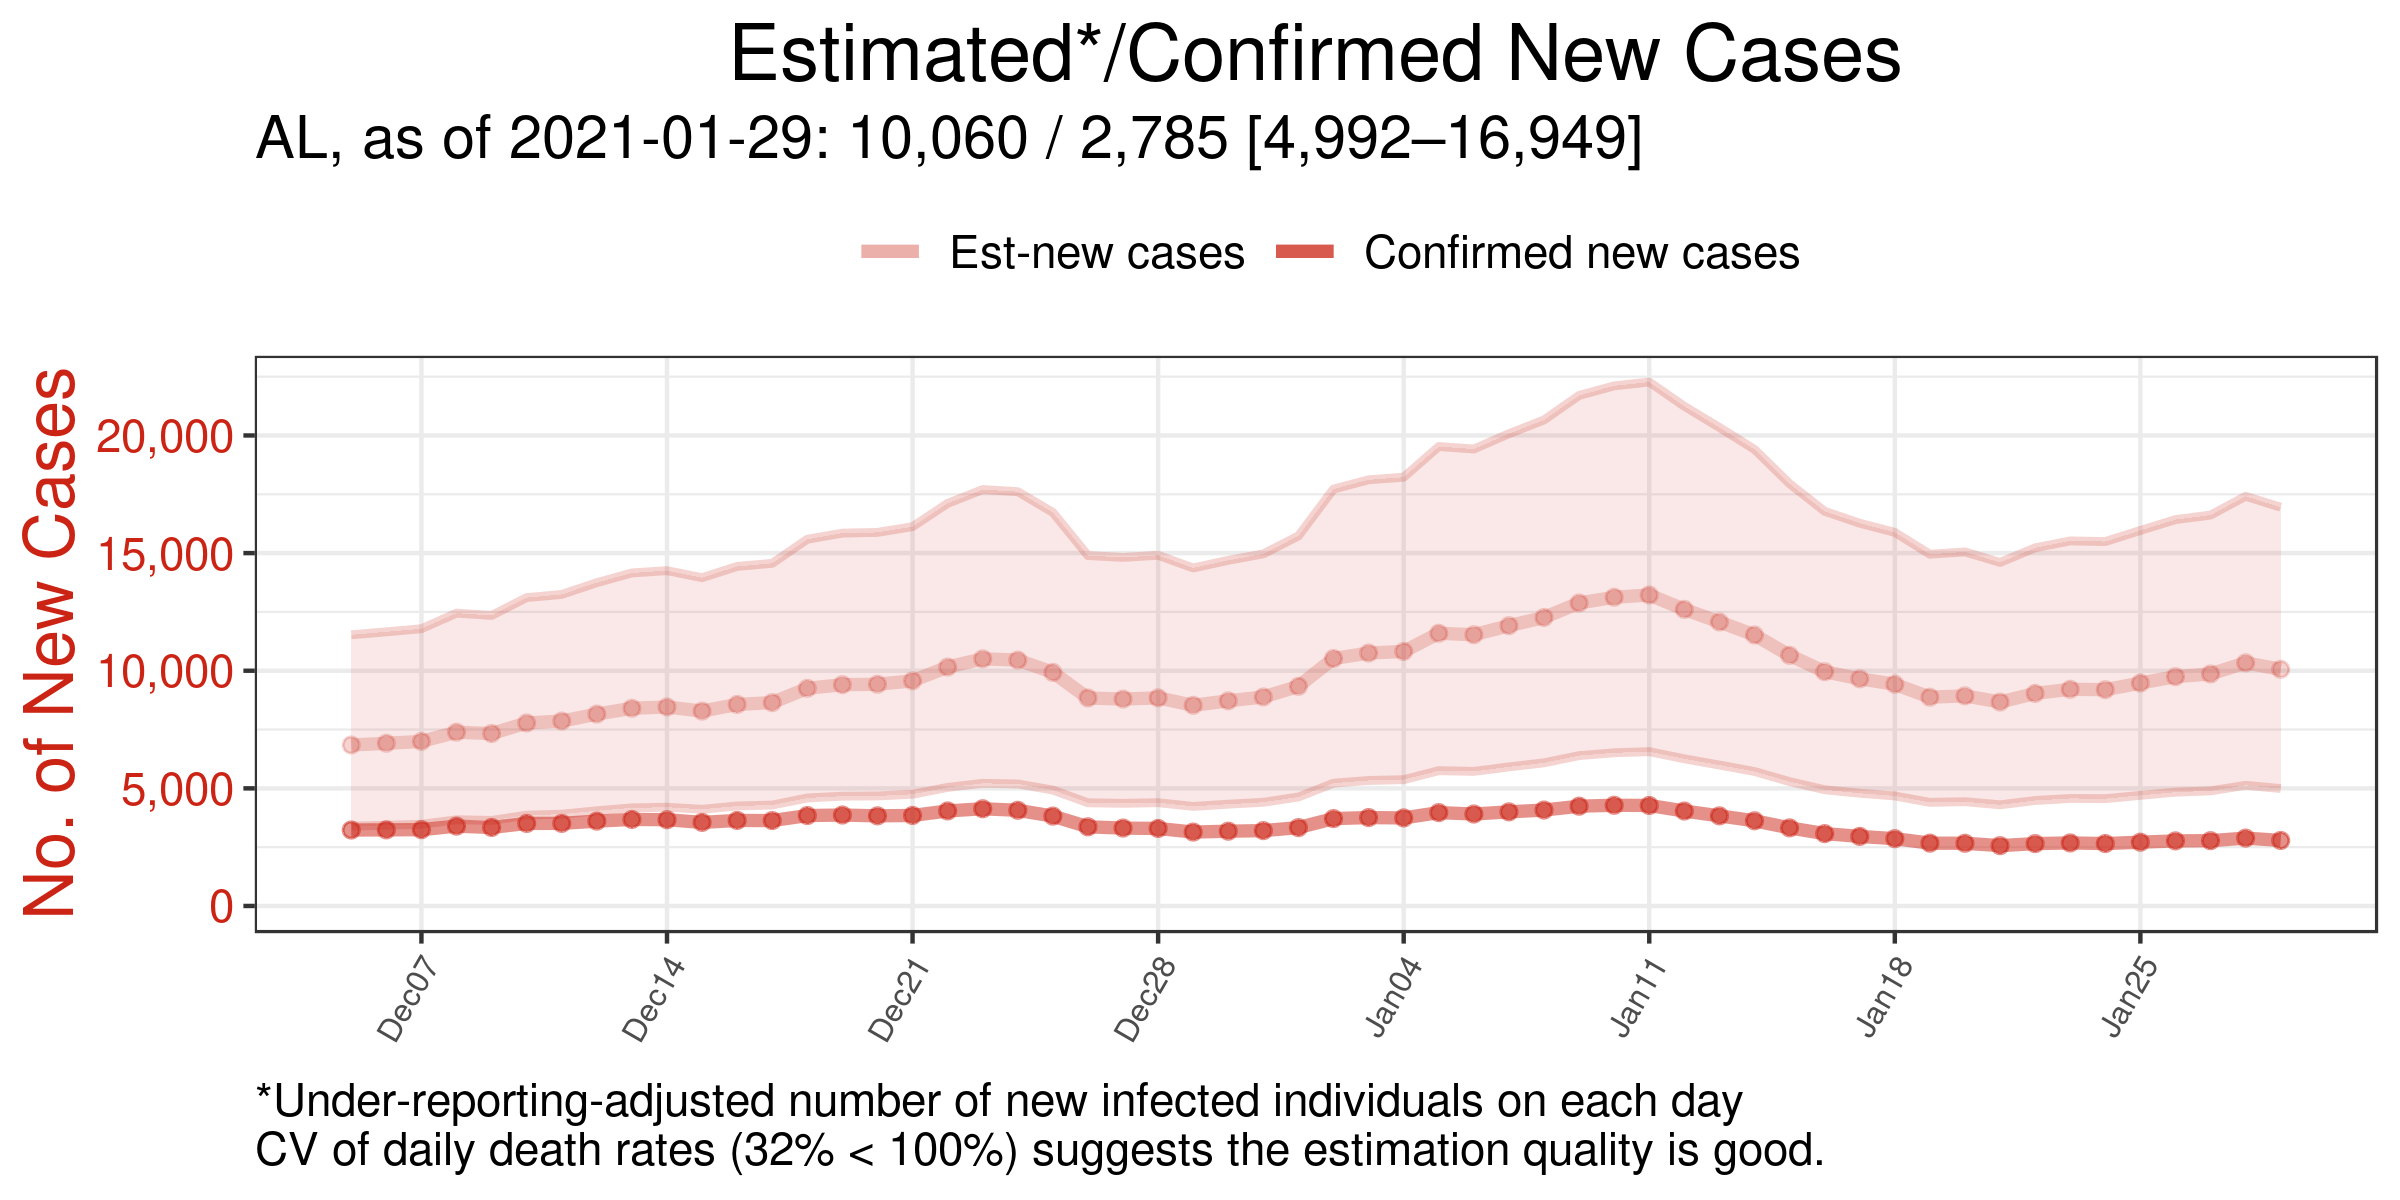 Estimated*/Confirmed New Cases
AL, as of 2021-01-29: 10,060 / 2,785 [4,992–16,949]
Est-new cases
Confirmed new cases
No. of New Cases
20,000
15,000
10,000
5,000
0
Dec07
Dec14
Dec21
Dec28
Jan04
Jan11
Jan18
Jan25
*Under-reporting-adjusted number of new infected individuals on each day
CV of daily death rates (32% < 100%) suggests the estimation quality is good.